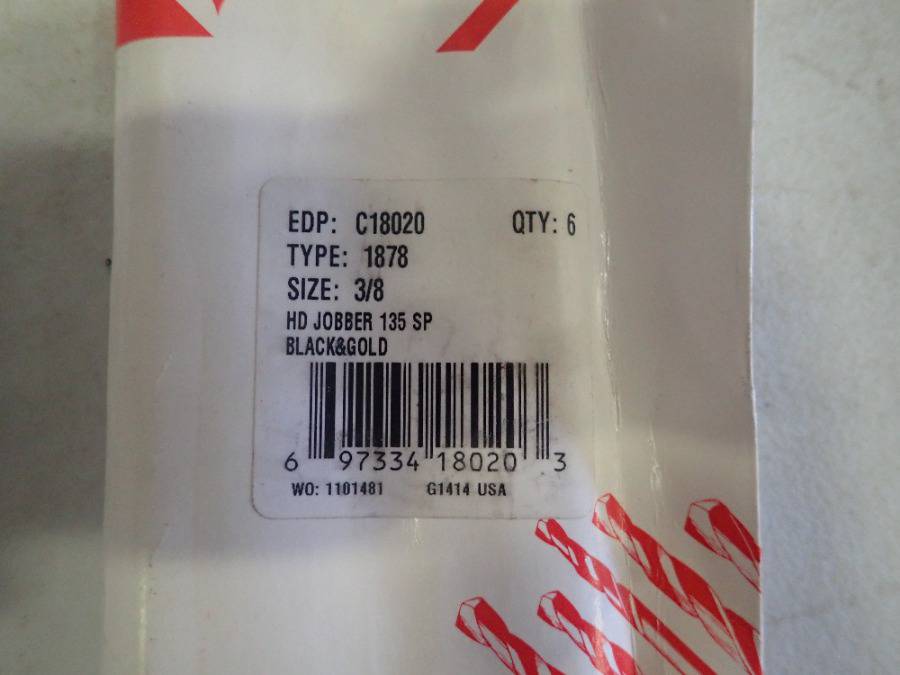 EDP: C18020 QTY: 6
TYPE: 1878
SIZE: 3/8
HD JOBBER 135 SP
BLACK&GOLD
6 97334 18020 3
WO: 1101481 G1414 USA